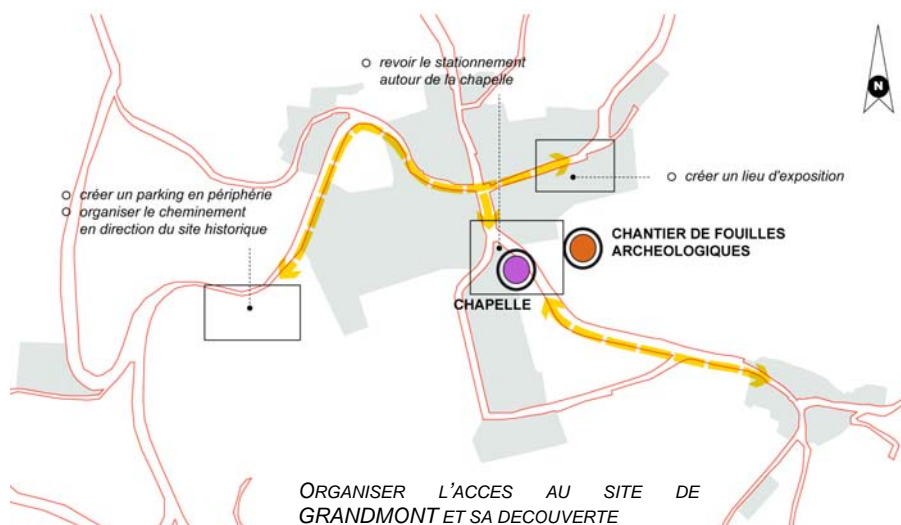 revoir le stationnement
autour de la chapelle
N
créer un parking en périphérie
organiser le cheminement
en direction du site historique
créer un lieu d'exposition
CHANTIER DE FOUILLES
ARCHEOLOGIQUES
CHAPELLE
ORGANISER L'ACCES AU SITE DE
GRANDMONT ET SA DECOUVERTE